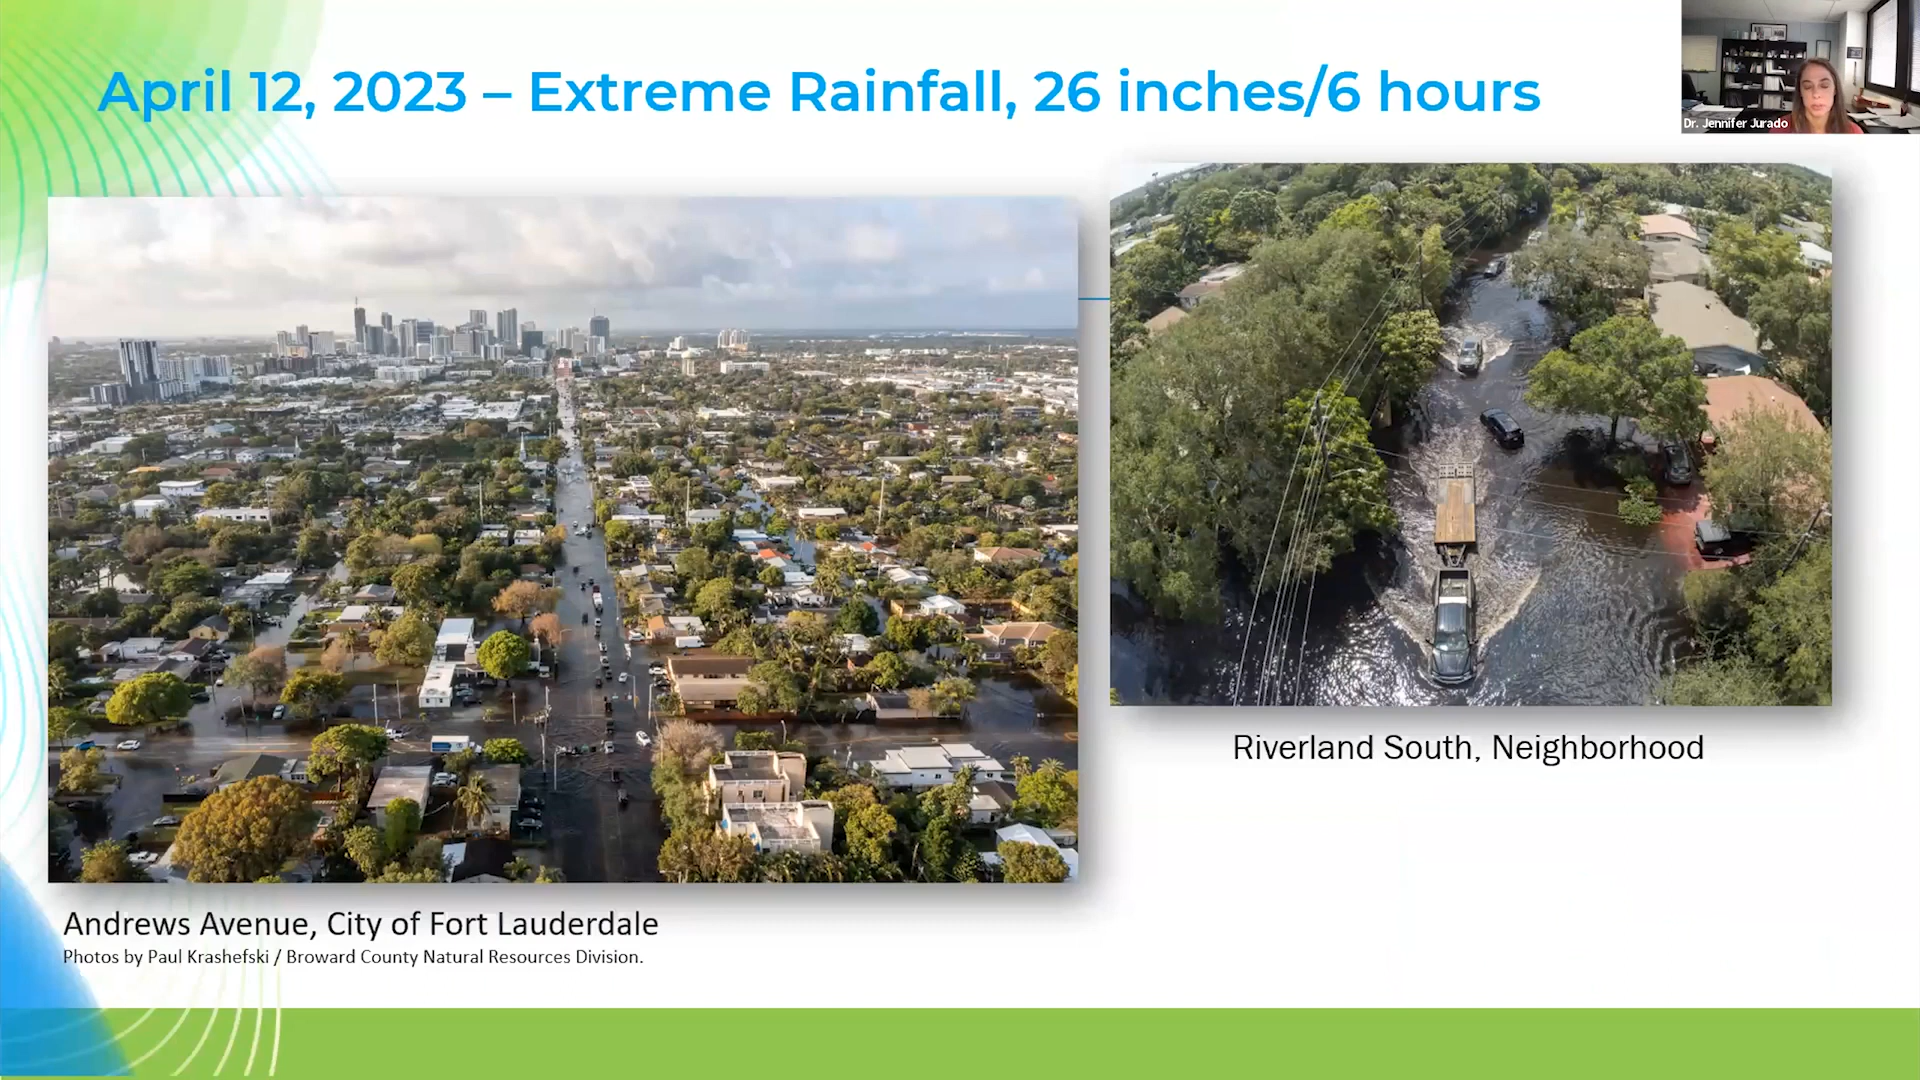 April 12, 2023 – Extreme Rainfall, 26 inches/6 hours
Dr. Jennifer Jurado
Riverland South, Neighborhood
Andrews Avenue, City of Fort Lauderdale
Photos by Paul Krashefski / Broward County Natural Resources Division.